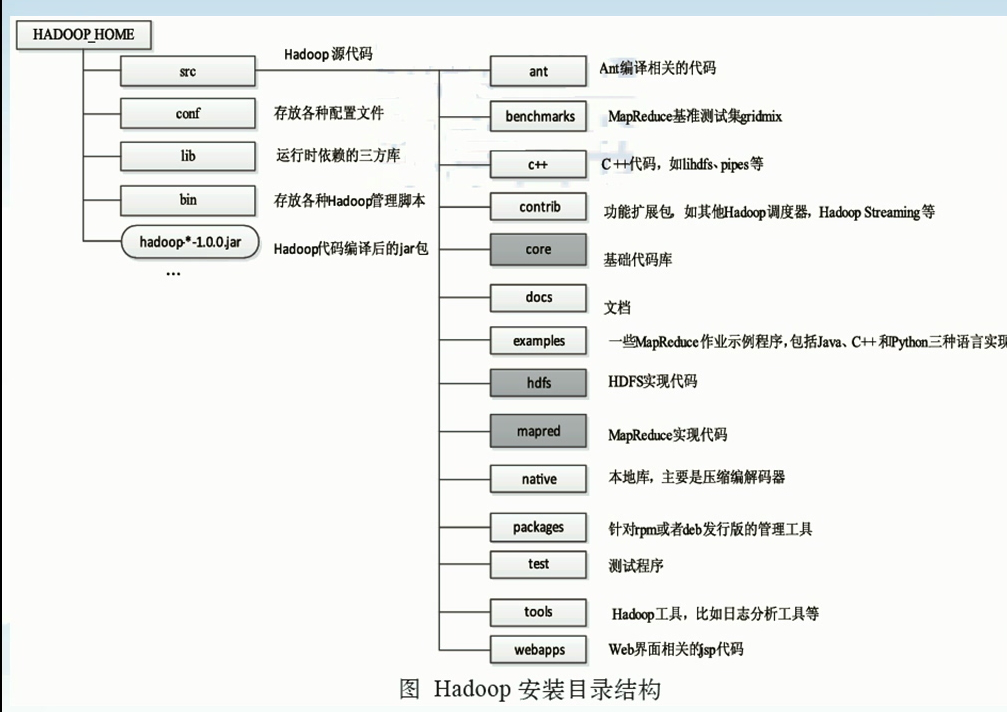 HADOOP_HOME
src
Hadoop 源代码
conf
存放各种配置文件
lib
运行时依赖的三方库
bin
存放各种Hadoop管理脚本
hadoop-*-1.0.0.jar
Hadoop代码编译后的jar包
...
ant
Ant编译相关的代码
benchmarks
MapReduce基准测试集gridmix
c++
C ++代码，如lihdfs、pipes等
contrib
功能扩展包，如其他Hadoop调度器，Hadoop Streaming 等
core
基础代码库
docs
文档
examples
一些MapReduce 作业示例程序，包括Java、C++ 和Python三种语言实现
hdfs
HDFS实现代码
mapred
MapReduce实现代码
native
本地库，主要是压缩编解码器
packages
针对rpm或者deb发行版的管理工具
test
测试程序
tools
Hadoop工具，比如日志分析工具等
webapps
Web界面相关的jsp代码
图 Hadoop 安装目录结构